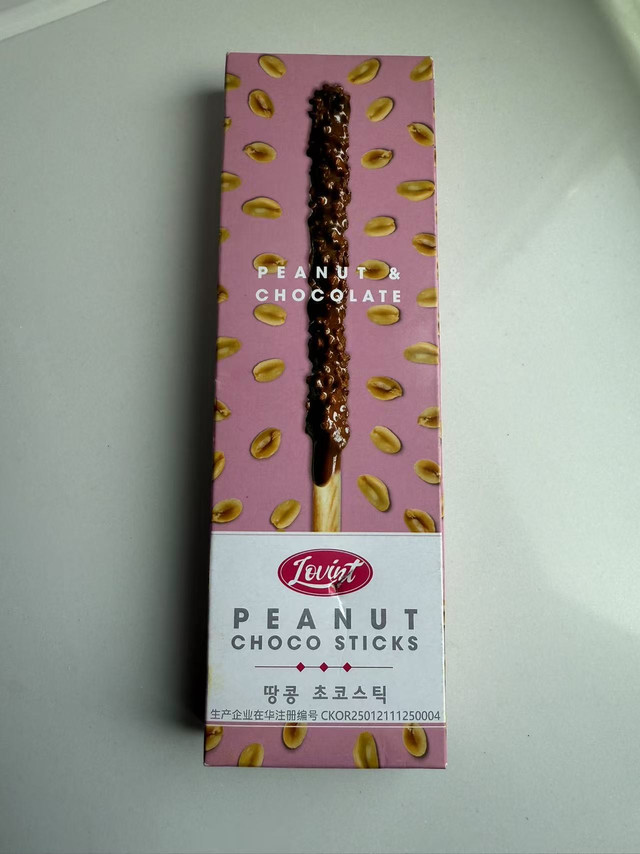 PEANUT &
CHOCOLATE
Lovint
PEANUT
CHOCO STICKS
땅콩 초코스틱
生产企业在华注册编号 CKOR25012111250004